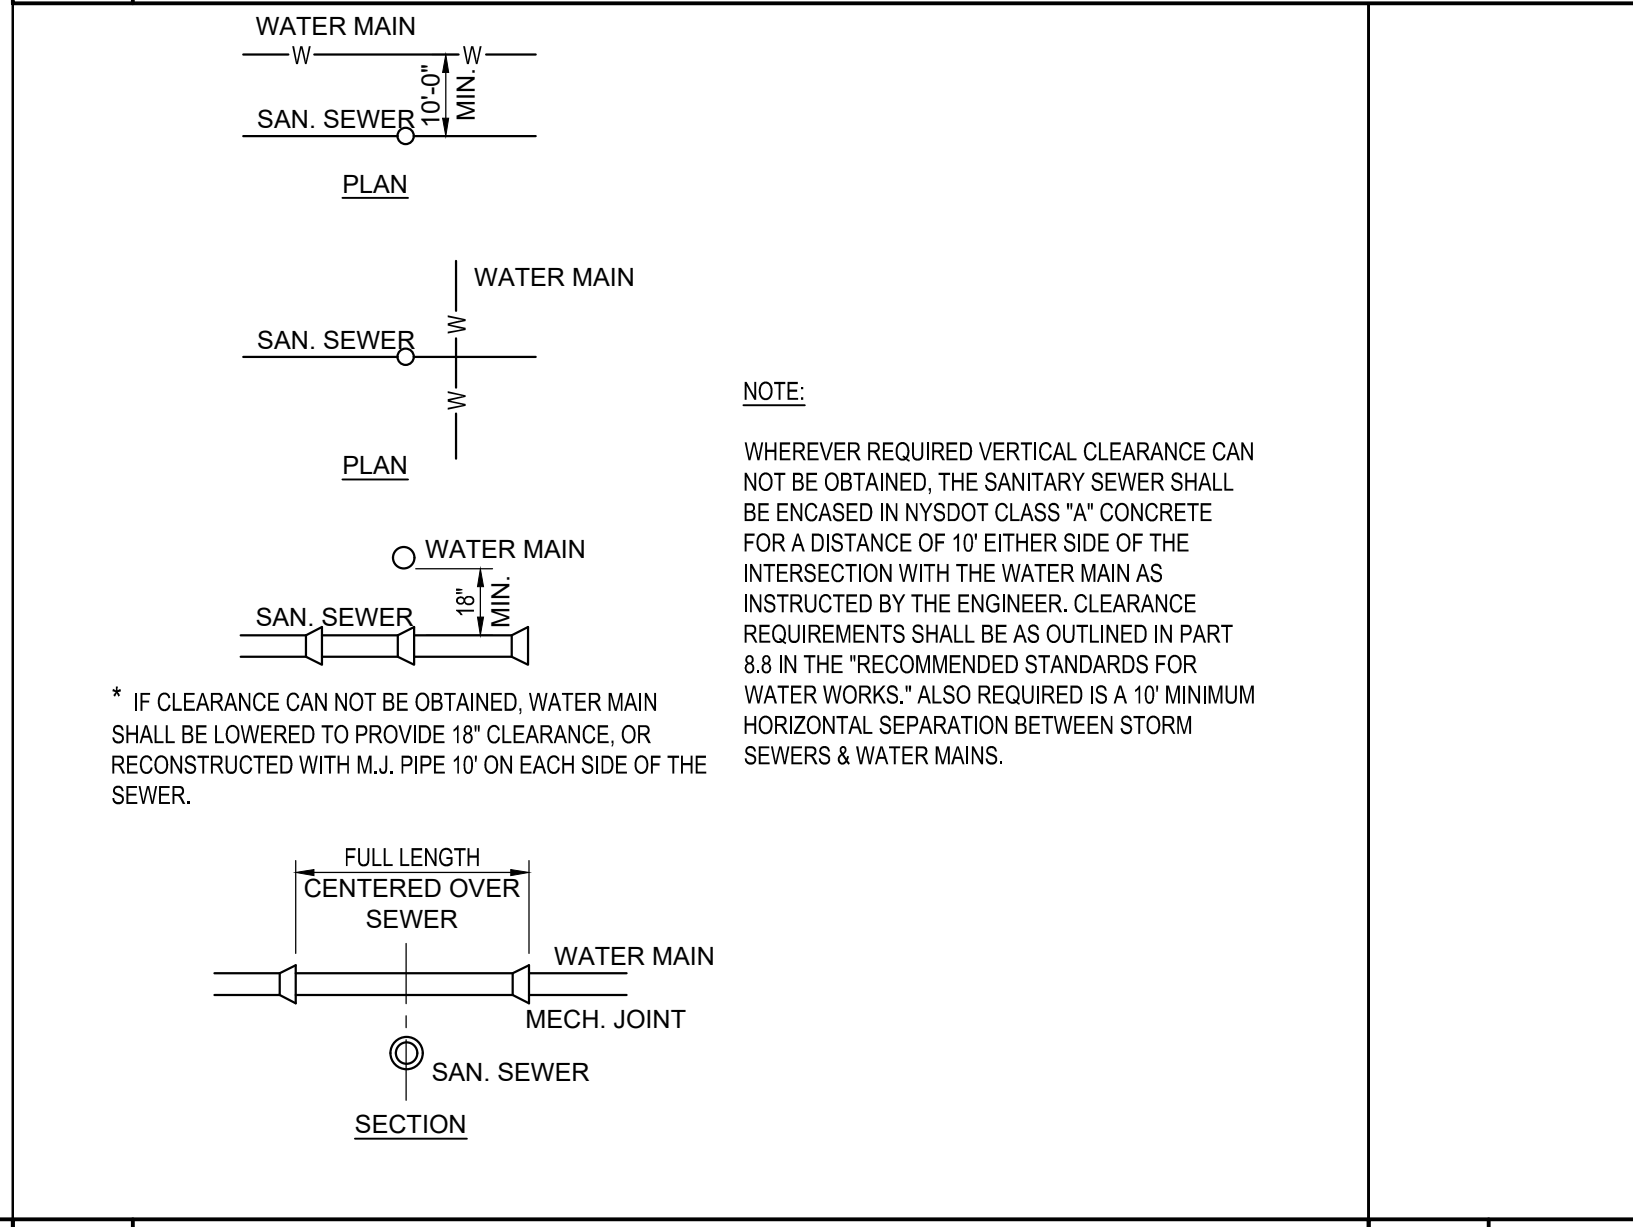 WATER MAIN
W W
10'-0"
MIN.
SAN. SEWER
PLAN
WATER MAIN
W
SAN. SEWER
W
PLAN
WATER MAIN
18"
MIN.
SAN. SEWER
* IF CLEARANCE CAN NOT BE OBTAINED, WATER MAIN
SHALL BE LOWERED TO PROVIDE 18" CLEARANCE, OR
RECONSTRUCTED WITH M.J. PIPE 10' ON EACH SIDE OF THE
SEWER.
NOTE:
WHEREVER REQUIRED VERTICAL CLEARANCE CAN
NOT BE OBTAINED, THE SANITARY SEWER SHALL
BE ENCASED IN NYSDOT CLASS "A" CONCRETE
FOR A DISTANCE OF 10' EITHER SIDE OF THE
INTERSECTION WITH THE WATER MAIN AS
INSTRUCTED BY THE ENGINEER. CLEARANCE
REQUIREMENTS SHALL BE AS OUTLINED IN PART
8.8 IN THE "RECOMMENDED STANDARDS FOR
WATER WORKS." ALSO REQUIRED IS A 10' MINIMUM
HORIZONTAL SEPARATION BETWEEN STORM
SEWERS & WATER MAINS.
FULL LENGTH
CENTERED OVER
SEWER
WATER MAIN
MECH. JOINT
SAN. SEWER
SECTION